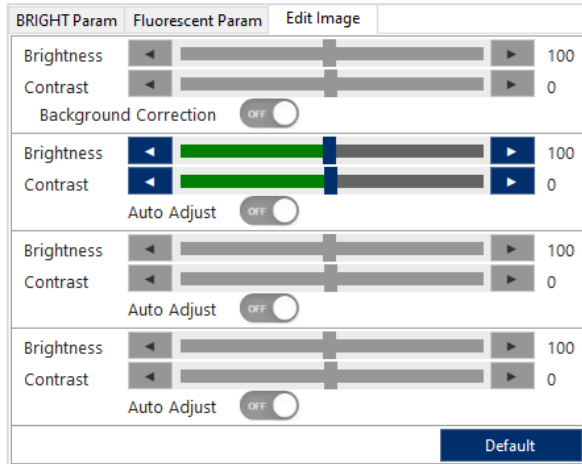 BRIGHT Param Fluorescent Param Edit Image
Brightness 100
Contrast 0
Background Correction OFF
Brightness 100
Contrast 0
Auto Adjust OFF
Brightness 100
Contrast 0
Auto Adjust OFF
Brightness 100
Contrast 0
Auto Adjust OFF
Default